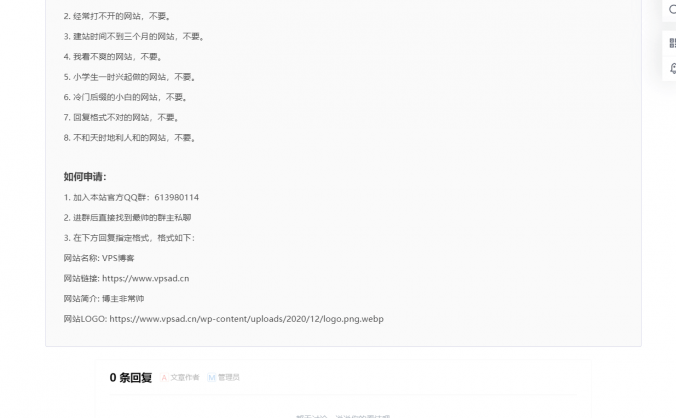 2. 经常打不开的网站，不要。
3. 建站时间不到三个月的网站，不要。
4. 我看不爽的网站，不要。
5. 小学生一时兴起做的网站，不要。
6. 冷门后缀的小白的网站，不要。
7. 回复格式不对的网站，不要。
8. 不和天时地利人和的网站，不要。
如何申请：
1. 加入本站官方QQ群：613980114
2. 进群后直接找到最帅的群主私聊
3. 在下方回复指定格式，格式如下：
网站名称: VPS博客
网站链接: https://www.vpsad.cn
网站简介: 博主非常帅
网站LOGO: https://www.vpsad.cn/wp-content/uploads/2020/12/logo.png.webp
0 条回复 A 文章作者 M 管理员